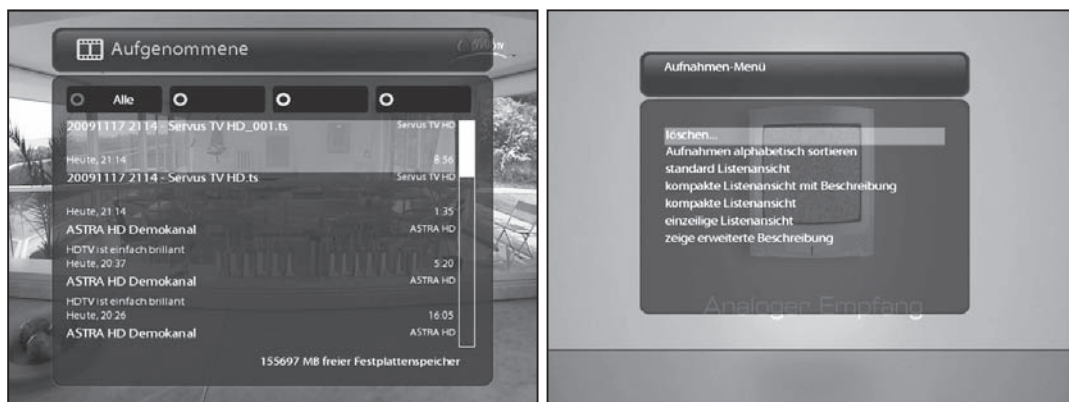 Aufgenommene
Alle
20091117 2114 - Servus TV HD_001.ts Servus TV HD
Heute, 21:14 8:56
20091117 2114 - Servus TV HD.ts Servus TV HD
Heute, 21:14 1:35
ASTRA HD Demokanal ASTRA HD
HDTV ist einfach brillant
Heute, 20:37 5:20
ASTRA HD Demokanal ASTRA HD
HDTV ist einfach brillant
Heute, 20:26 16:05
ASTRA HD Demokanal ASTRA HD
155697 MB freier Festplattenspeicher
Aufnahmen-Menü
löschen...
Aufnahmen alphabetisch sortieren
standard Listenansicht
kompakte Listenansicht mit Beschreibung
kompakte Listenansicht
einzeilige Listenansicht
zeige erweiterte Beschreibung
Analoger Empfang